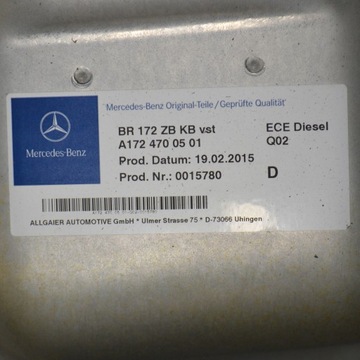 Mercedes-Benz Original-Teile/Geprüfte Qualität
Mercedes-Benz
BR 172 ZB KB vst ECE Diesel
A172 470 05 01 Q02
Prod. Datum: 19.02.2015
Prod. Nr.: 0015780 D
ALLGAIER AUTOMOTIVE GmbH * Ulmer Strasse 75 * D-73066 Uhingen